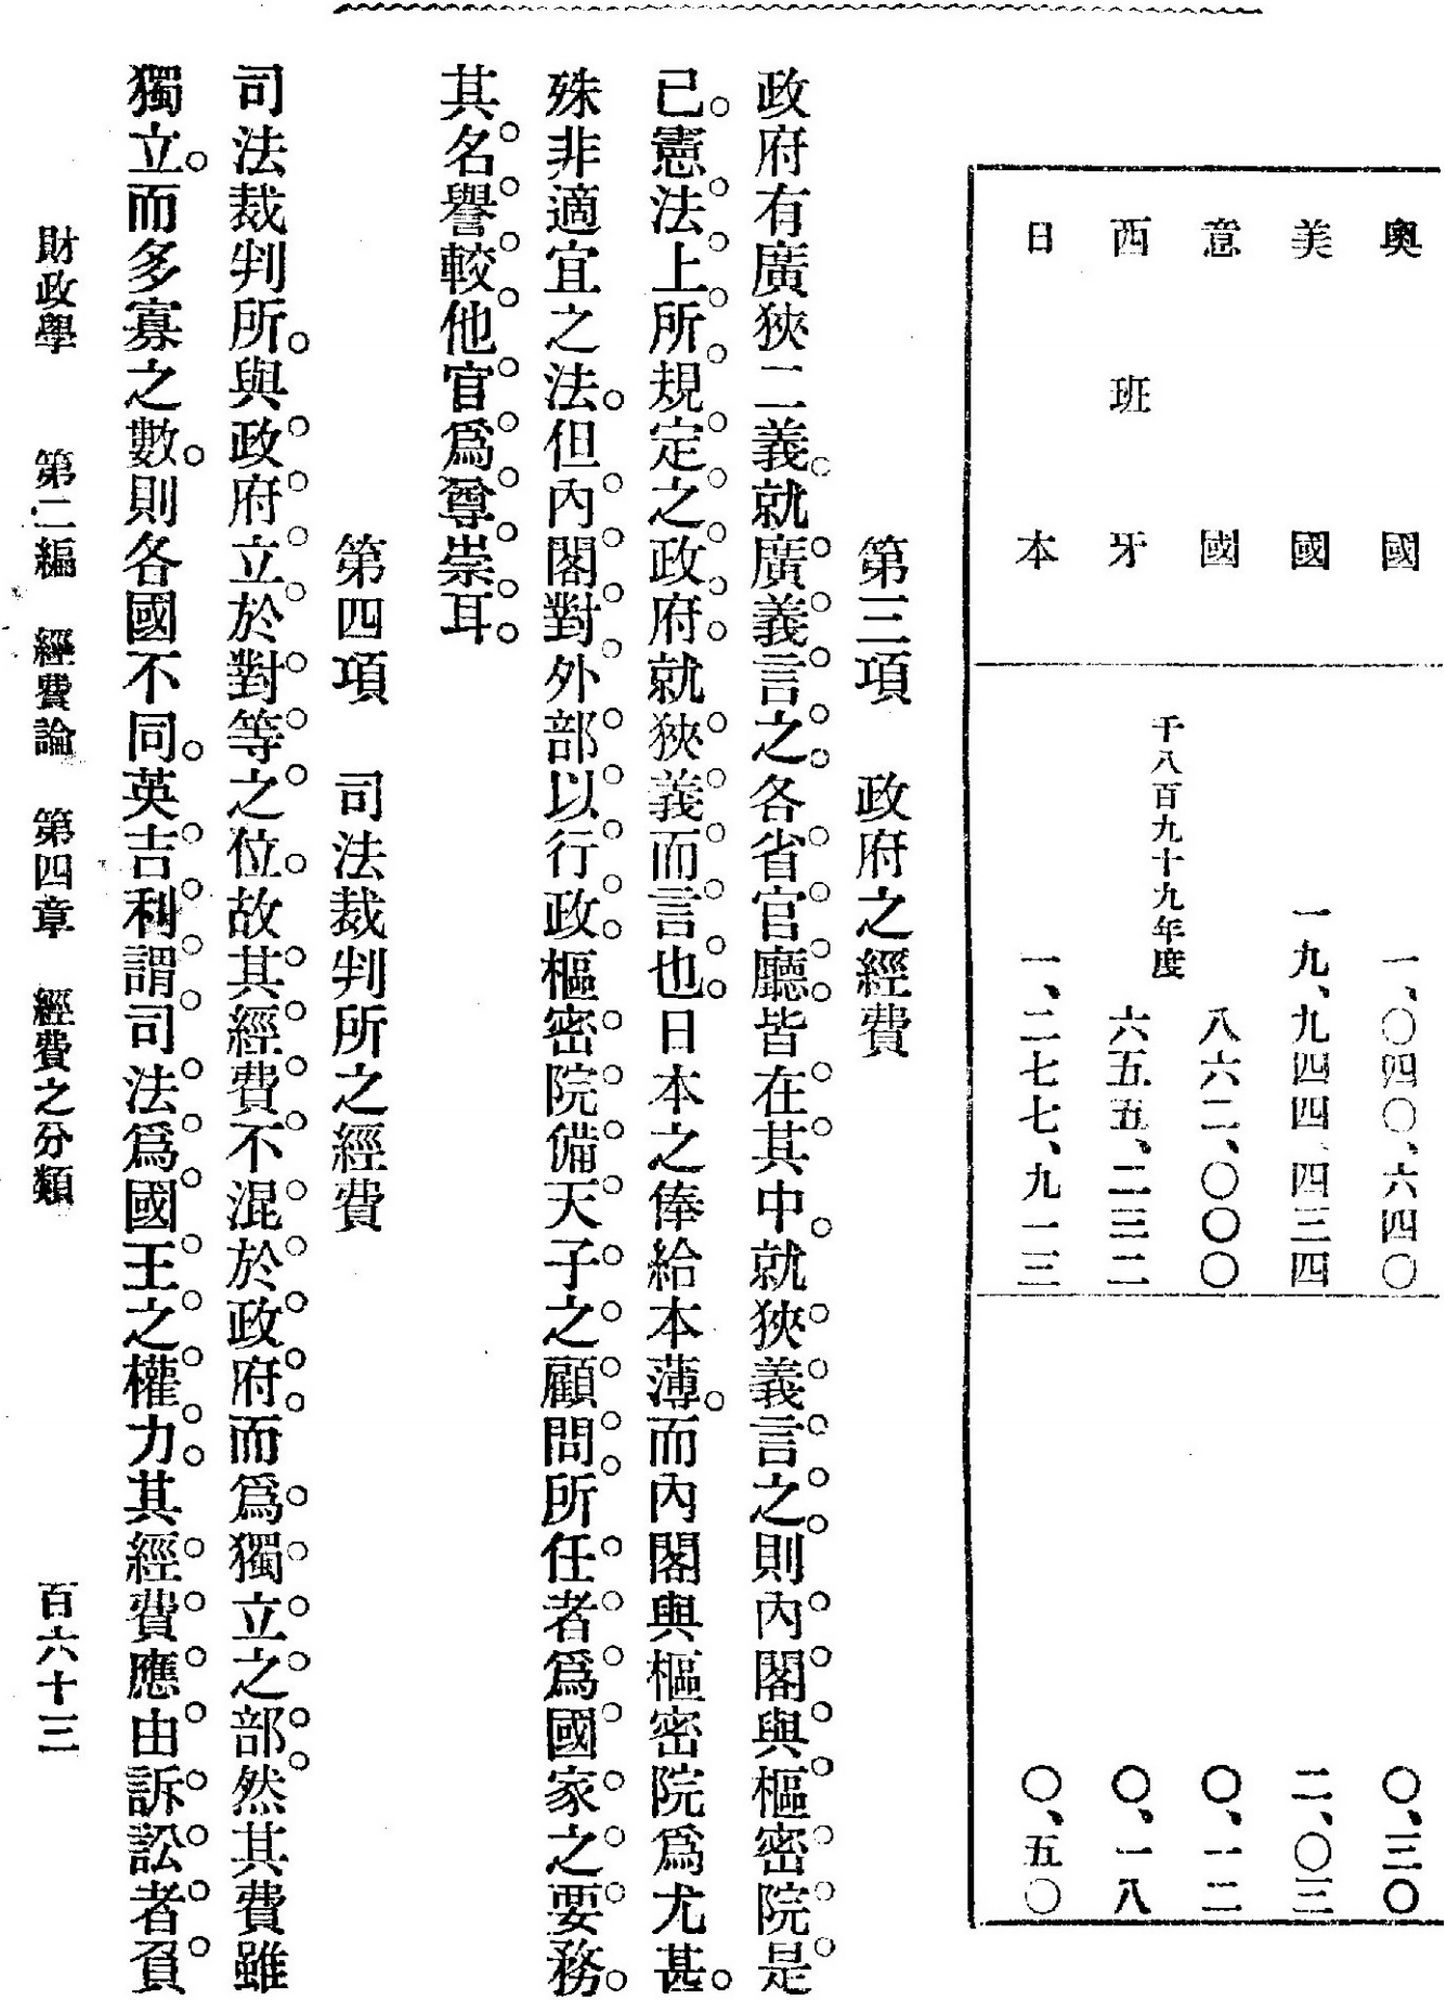 奧國　一、〇四〇、六四〇　〇、三〇
美國　一九、九四四、四三四　二、〇三
意國　八六二、〇〇〇　〇、一二
西班牙　千八百九十九年度　六五五、二三二　〇、一八
日本　一、二七七、九一三　〇、五〇
第三項　政府之經費
政府有廣狹二義。就廣義言之。各省官廳。皆在其中。就狹義言之。則內閣與樞密院是
已。憲法上所規定之政府。就狹義而言也。日本之俸給本薄。而內閣與樞密院爲尤甚。
殊非適宜之法。但內閣對外部以行政。樞密院備天子之顧問。所任者爲國家之要務。
其名譽較他官爲尊崇耳。
第四項　司法裁判所之經費
司法裁判所。與政府立於對等之位。故其經費不混於政府。而爲獨立之部。然其費雖
獨立。而多寡之數。則各國不同。英吉利謂司法爲國王之權力。其經費應由訴訟者負
財政學　第二編　經費論　第四章　經費之分類　百六十三